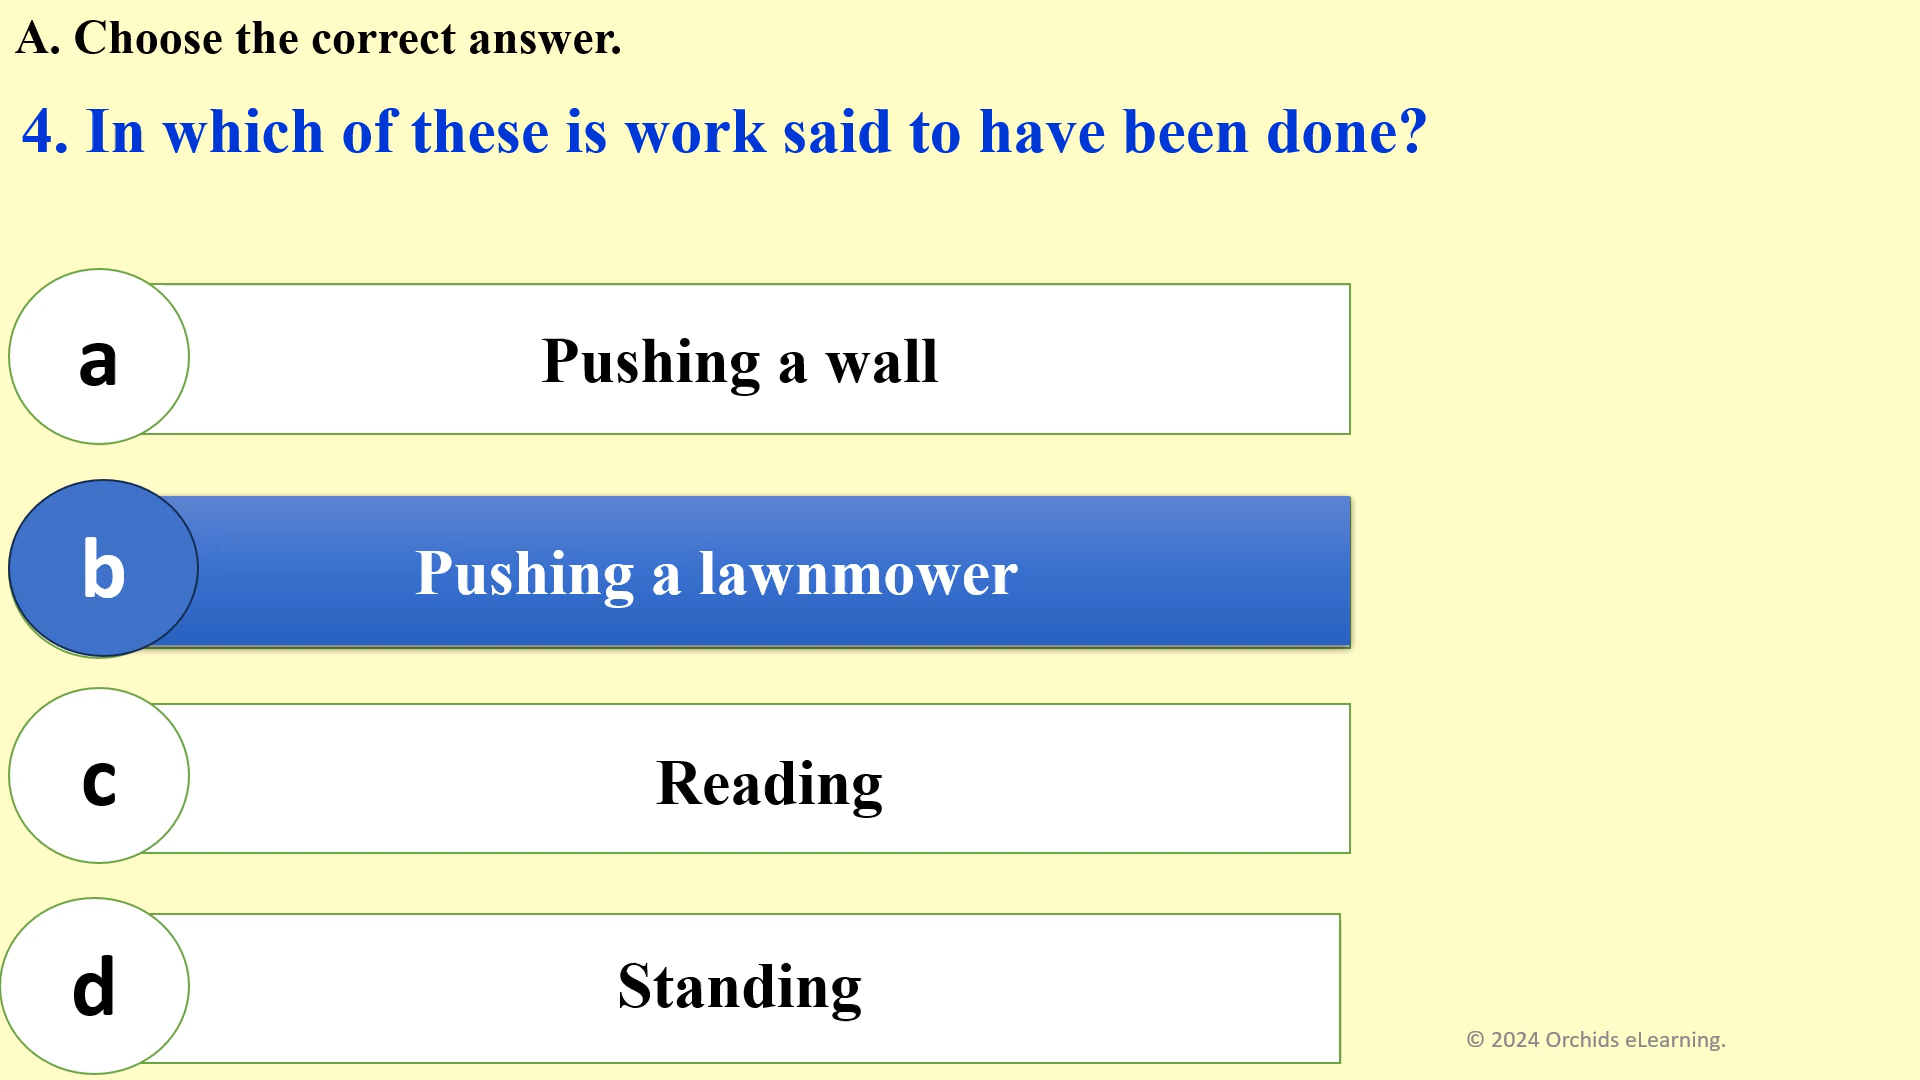 A. Choose the correct answer.
4. In which of these is work said to have been done?
a
Pushing a wall
b
Pushing a lawnmower
c
Reading
d
Standing
© 2024 Orchids eLearning.